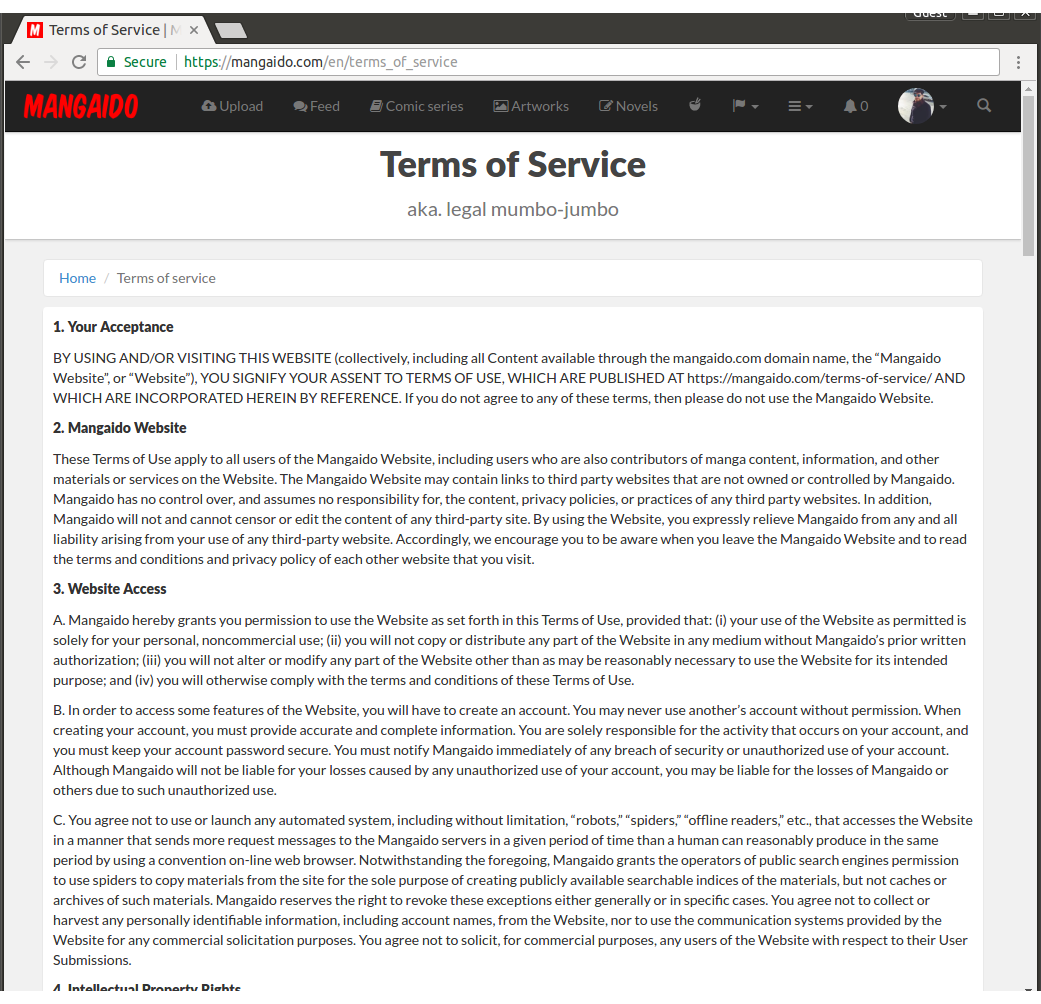 Guest
Terms of Service | M
Secure | https://mangaido.com/en/terms_of_service
MANGAIDO Upload Feed Comic series Artworks Novels 0
Terms of Service
aka. legal mumbo-jumbo
Home / Terms of service
1. Your Acceptance
BY USING AND/OR VISITING THIS WEBSITE (collectively, including all Content available through the mangaido.com domain name, the “Mangaido
Website”, or “Website”), YOU SIGNIFY YOUR ASSENT TO TERMS OF USE, WHICH ARE PUBLISHED AT https://mangaido.com/terms-of-service/ AND
WHICH ARE INCORPORATED HEREIN BY REFERENCE. If you do not agree to any of these terms, then please do not use the Mangaido Website.
2. Mangaido Website
These Terms of Use apply to all users of the Mangaido Website, including users who are also contributors of manga content, information, and other
materials or services on the Website. The Mangaido Website may contain links to third party websites that are not owned or controlled by Mangaido.
Mangaido has no control over, and assumes no responsibility for, the content, privacy policies, or practices of any third party websites. In addition,
Mangaido will not and cannot censor or edit the content of any third-party site. By using the Website, you expressly relieve Mangaido from any and all
liability arising from your use of any third-party website. Accordingly, we encourage you to be aware when you leave the Mangaido Website and to read
the terms and conditions and privacy policy of each other website that you visit.
3. Website Access
A. Mangaido hereby grants you permission to use the Website as set forth in this Terms of Use, provided that: (i) your use of the Website as permitted is
solely for your personal, noncommercial use; (ii) you will not copy or distribute any part of the Website in any medium without Mangaido’s prior written
authorization; (iii) you will not alter or modify any part of the Website other than as may be reasonably necessary to use the Website for its intended
purpose; and (iv) you will otherwise comply with the terms and conditions of these Terms of Use.
B. In order to access some features of the Website, you will have to create an account. You may never use another’s account without permission. When
creating your account, you must provide accurate and complete information. You are solely responsible for the activity that occurs on your account, and
you must keep your account password secure. You must notify Mangaido immediately of any breach of security or unauthorized use of your account.
Although Mangaido will not be liable for your losses caused by any unauthorized use of your account, you may be liable for the losses of Mangaido or
others due to such unauthorized use.
C. You agree not to use or launch any automated system, including without limitation, “robots,” “spiders,” “offline readers,” etc., that accesses the Website
in a manner that sends more request messages to the Mangaido servers in a given period of time than a human can reasonably produce in the same
period by using a convention on-line web browser. Notwithstanding the foregoing, Mangaido grants the operators of public search engines permission
to use spiders to copy materials from the site for the sole purpose of creating publicly available searchable indices of the materials, but not caches or
archives of such materials. Mangaido reserves the right to revoke these exceptions either generally or in specific cases. You agree not to collect or
harvest any personally identifiable information, including account names, from the Website, nor to use the communication systems provided by the
Website for any commercial solicitation purposes. You agree not to solicit, for commercial purposes, any users of the Website with respect to their User
Submissions.
4. Intellectual Property Rights